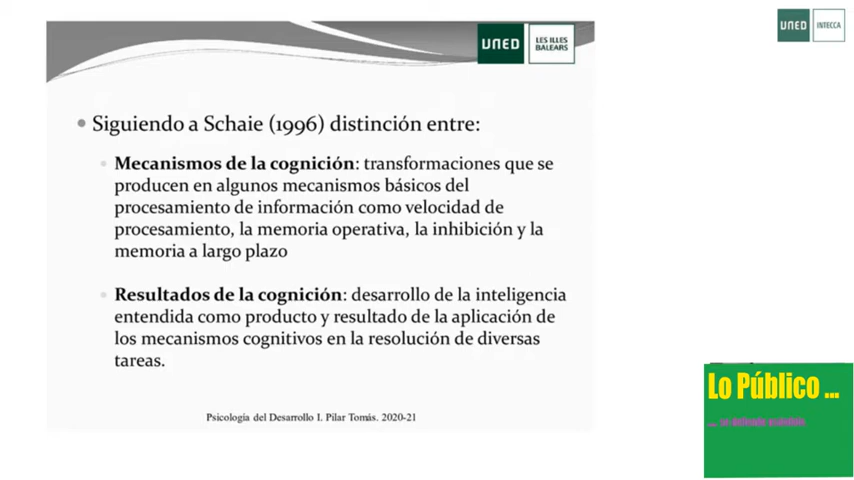 UNED
LES ILLES
BALEARS
UNED
INTECCA
Siguiendo a Schaie (1996) distinción entre:
Mecanismos de la cognición: transformaciones que se
producen en algunos mecanismos básicos del
procesamiento de información como velocidad de
procesamiento, la memoria operativa, la inhibición y la
memoria a largo plazo
Resultados de la cognición: desarrollo de la inteligencia
entendida como producto y resultado de la aplicación de
los mecanismos cognitivos en la resolución de diversas
tareas.
Psicología del Desarrollo I. Pilar Tomás. 2020-21
Lo Público ...